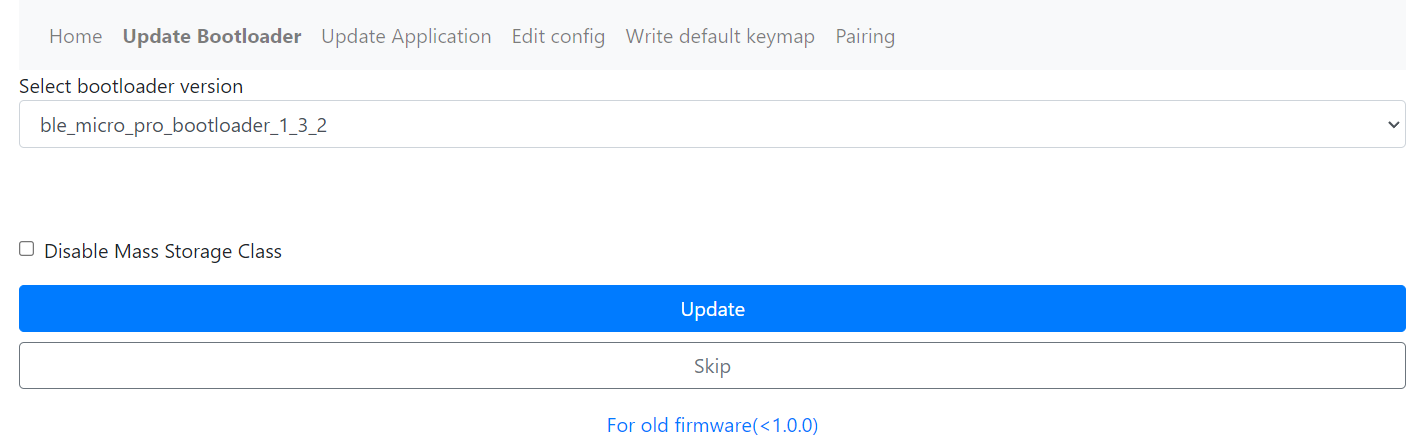 Home Update Bootloader Update Application Edit config Write default keymap Pairing
Select bootloader version
ble_micro_pro_bootloader_1_3_2
Disable Mass Storage Class
Update
Skip
For old firmware(<1.0.0)